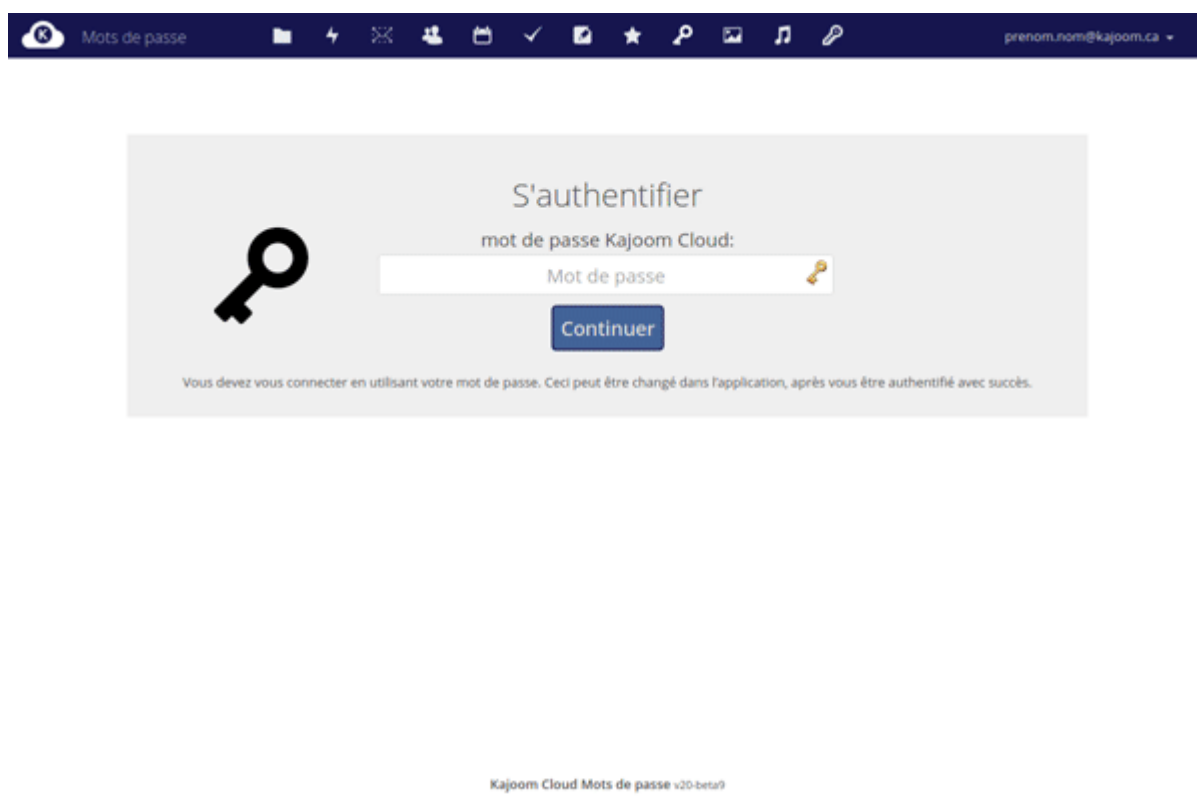 K Mots de passe prenom.nom@kajoom.ca
S'authentifier
mot de passe Kajoom Cloud:
Mot de passe
Continuer
Vous devez vous connecter en utilisant votre mot de passe. Ceci peut être changé dans l'application, après vous être authentifié avec succès.
Kajoom Cloud Mots de passe v20-beta9